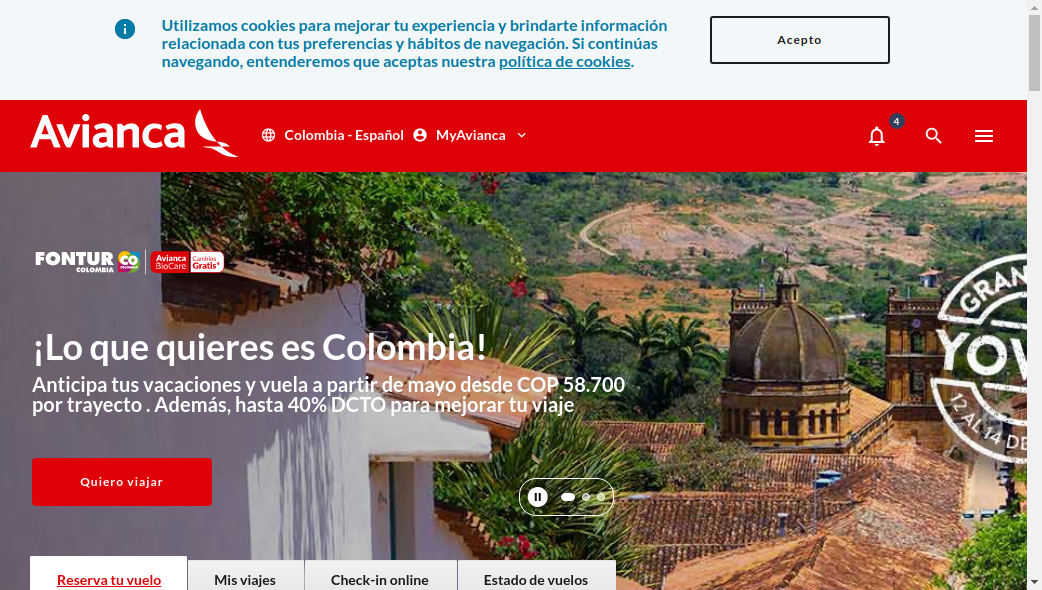 Utilizamos cookies para mejorar tu experiencia y brindarte información
relacionada con tus preferencias y hábitos de navegación. Si continúas
navegando, entenderemos que aceptas nuestra política de cookies.
Acepto
Avianca
Colombia - Español
MyAvianca
4
FONTUR
COLOMBIA
CO
COLOMBIA
Avianca
BioCare
Cambios
Gratis*
¡Lo que quieres es Colombia!
Anticipa tus vacaciones y vuela a partir de mayo desde COP 58.700
por trayecto . Además, hasta 40% DCTO para mejorar tu viaje
Quiero viajar
GRAN
YOV
12 AL 14 DE
Reserva tu vuelo
Mis viajes
Check-in online
Estado de vuelos